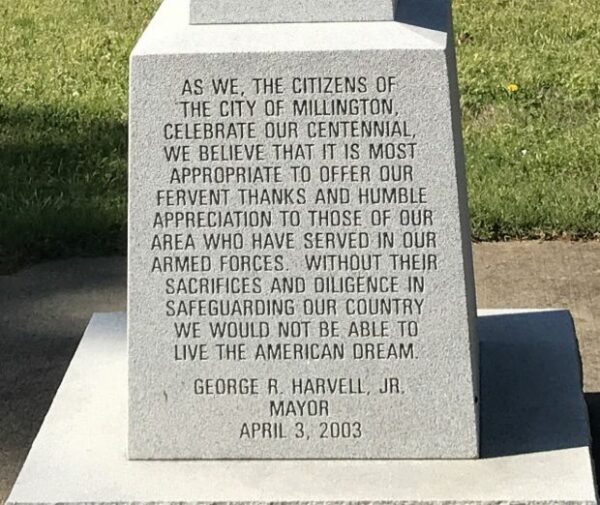 AS WE, THE CITIZENS OF
THE CITY OF MILLINGTON,
CELEBRATE OUR CENTENNIAL,
WE BELIEVE THAT IT IS MOST
APPROPRIATE TO OFFER OUR
FERVENT THANKS AND HUMBLE
APPRECIATION TO THOSE OF OUR
AREA WHO HAVE SERVED IN OUR
ARMED FORCES. WITHOUT THEIR
SACRIFICES AND DILIGENCE IN
SAFEGUARDING OUR COUNTRY
WE WOULD NOT BE ABLE TO
LIVE THE AMERICAN DREAM.
GEORGE R. HARVELL, JR.
MAYOR
APRIL 3, 2003